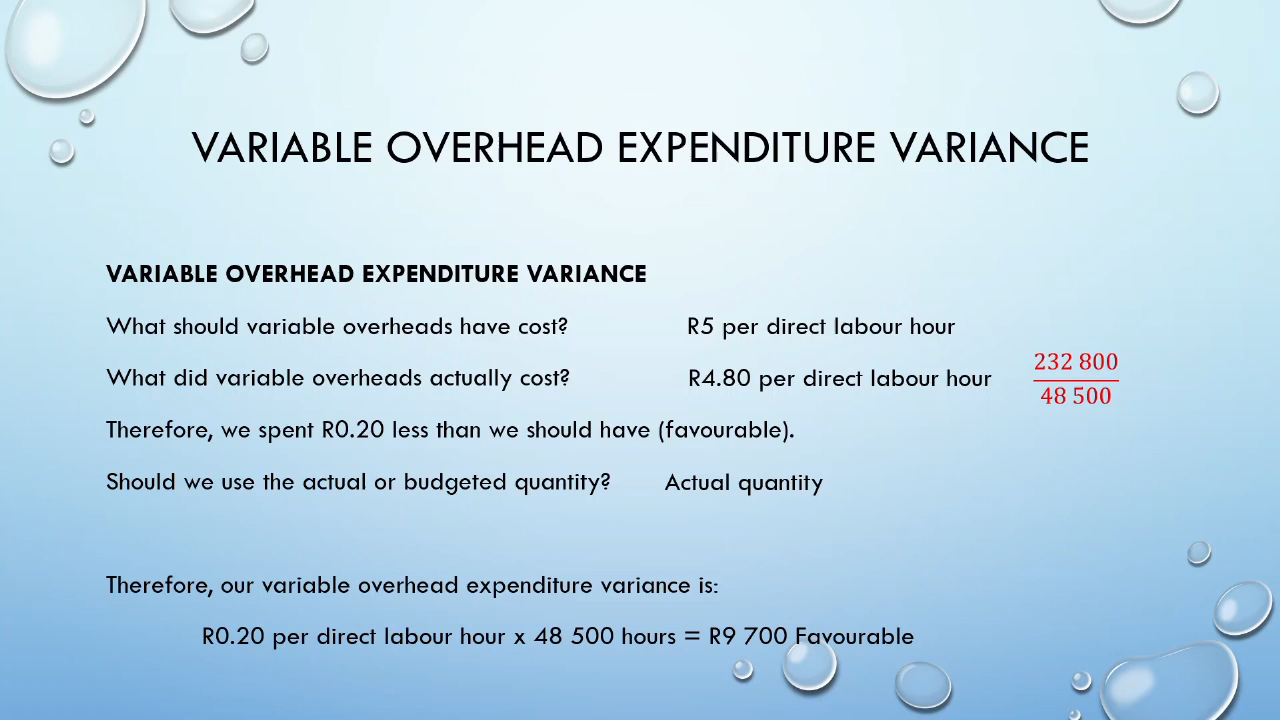 VARIABLE OVERHEAD EXPENDITURE VARIANCE
VARIABLE OVERHEAD EXPENDITURE VARIANCE
What should variable overheads have cost? R5 per direct labour hour
What did variable overheads actually cost? R4.80 per direct labour hour
232 800
48 500
Therefore, we spent R0.20 less than we should have (favourable).
Should we use the actual or budgeted quantity? Actual quantity
Therefore, our variable overhead expenditure variance is:
R0.20 per direct labour hour x 48 500 hours = R9 700 Favourable